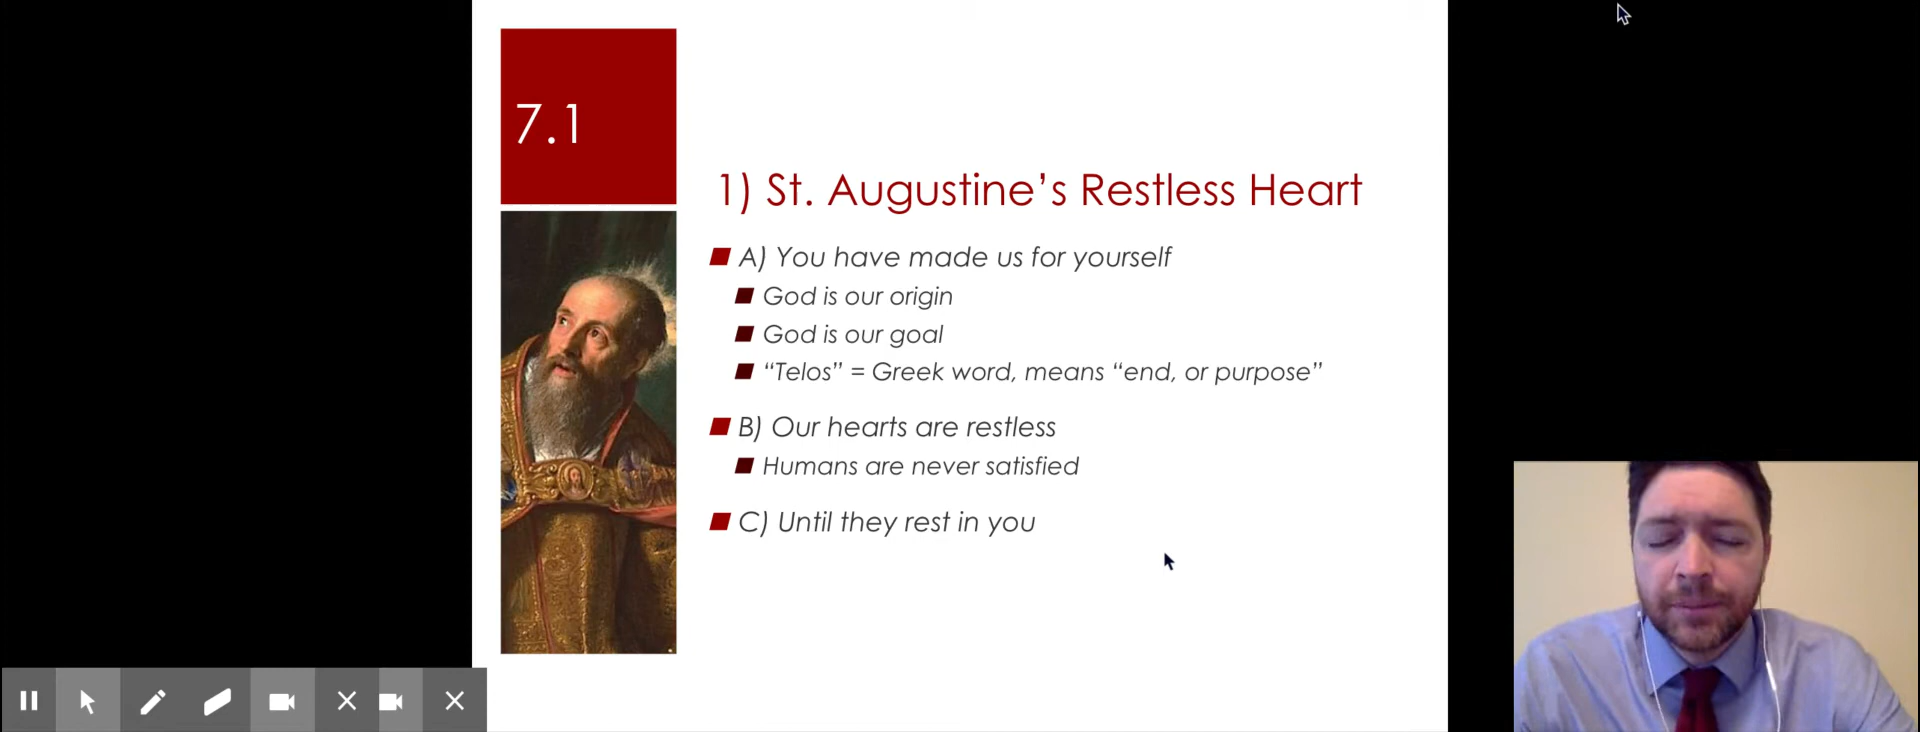 7.1
1) St. Augustine’s Restless Heart
A) You have made us for yourself
God is our origin
God is our goal
“Telos” = Greek word, means “end, or purpose”
B) Our hearts are restless
Humans are never satisfied
C) Until they rest in you